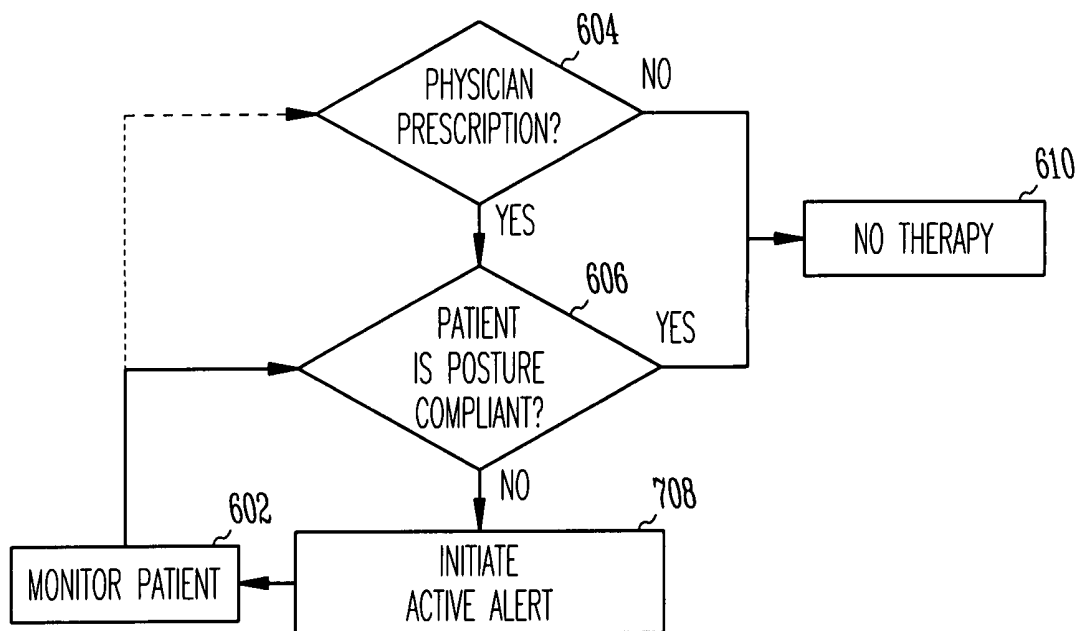 604
PHYSICIAN
PRESCRIPTION?
NO
YES
610
NO THERAPY
606
PATIENT
IS POSTURE
COMPLIANT?
YES
NO
708
INITIATE
ACTIVE ALERT
602
MONITOR PATIENT